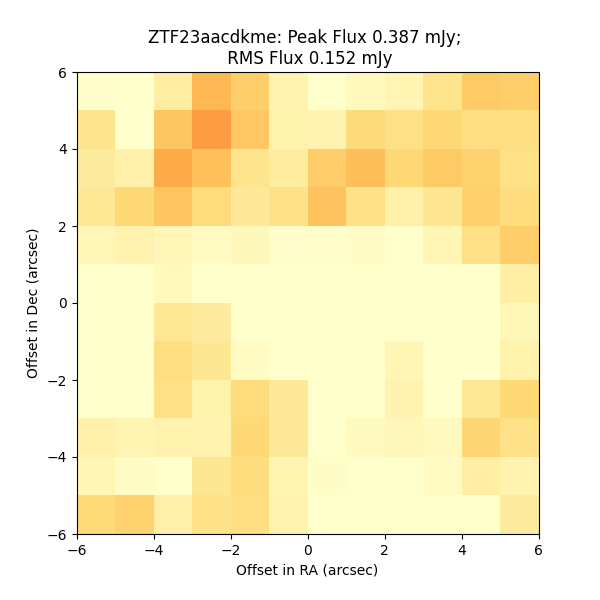 ZTF23aacdkme: Peak Flux 0.387 mJy;
RMS Flux 0.152 mJy
6
4
2
0
−2
−4
−6
Offset in Dec (arcsec)
−6 −4 −2 0 2 4 6
Offset in RA (arcsec)